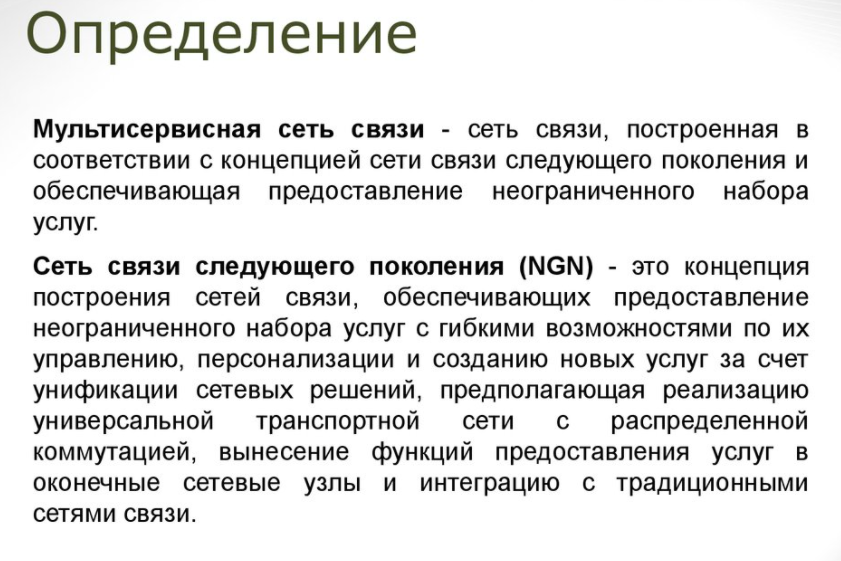 Определение
Мультисервисная сеть связи - сеть связи, построенная в
соответствии с концепцией сети связи следующего поколения и
обеспечивающая предоставление неограниченного набора
услуг.
Сеть связи следующего поколения (NGN) - это концепция
построения сетей связи, обеспечивающих предоставление
неограниченного набора услуг с гибкими возможностями по их
управлению, персонализации и созданию новых услуг за счет
унификации сетевых решений, предполагающая реализацию
универсальной транспортной сети с распределенной
коммутацией, вынесение функций предоставления услуг в
оконечные сетевые узлы и интеграцию с традиционными
сетями связи.